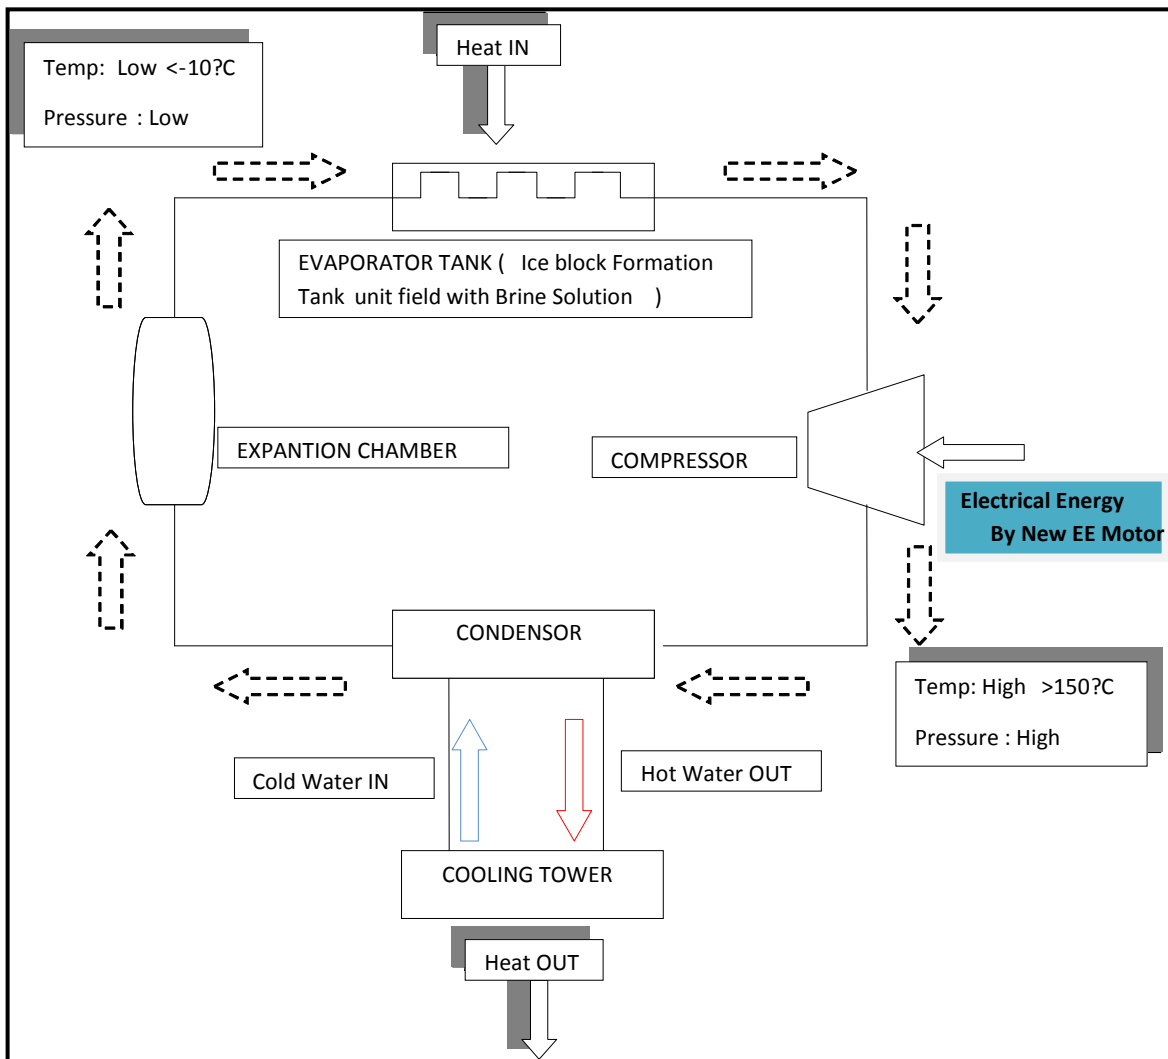 Heat IN
Temp: Low <-10?C
Pressure : Low
EVAPORATOR TANK ( Ice block Formation
Tank unit field with Brine Solution )
EXPANTION CHAMBER
COMPRESSOR
Electrical Energy
By New EE Motor
CONDENSOR
Temp: High >150?C
Pressure : High
Cold Water IN
Hot Water OUT
COOLING TOWER
Heat OUT